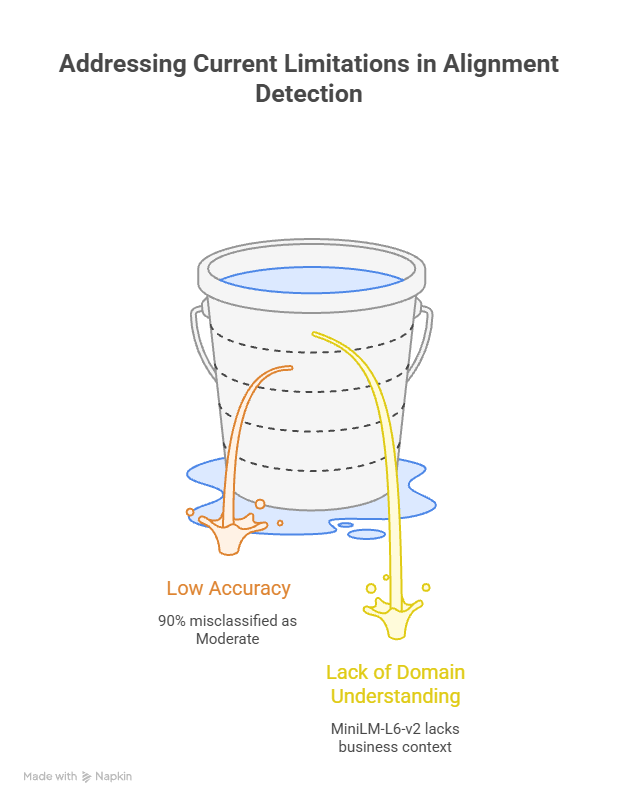 Addressing Current Limitations in Alignment
Detection
Low Accuracy
90% misclassified as
Moderate
Lack of Domain
Understanding
MiniLM-L6-v2 lacks
business context
Made with Napkin